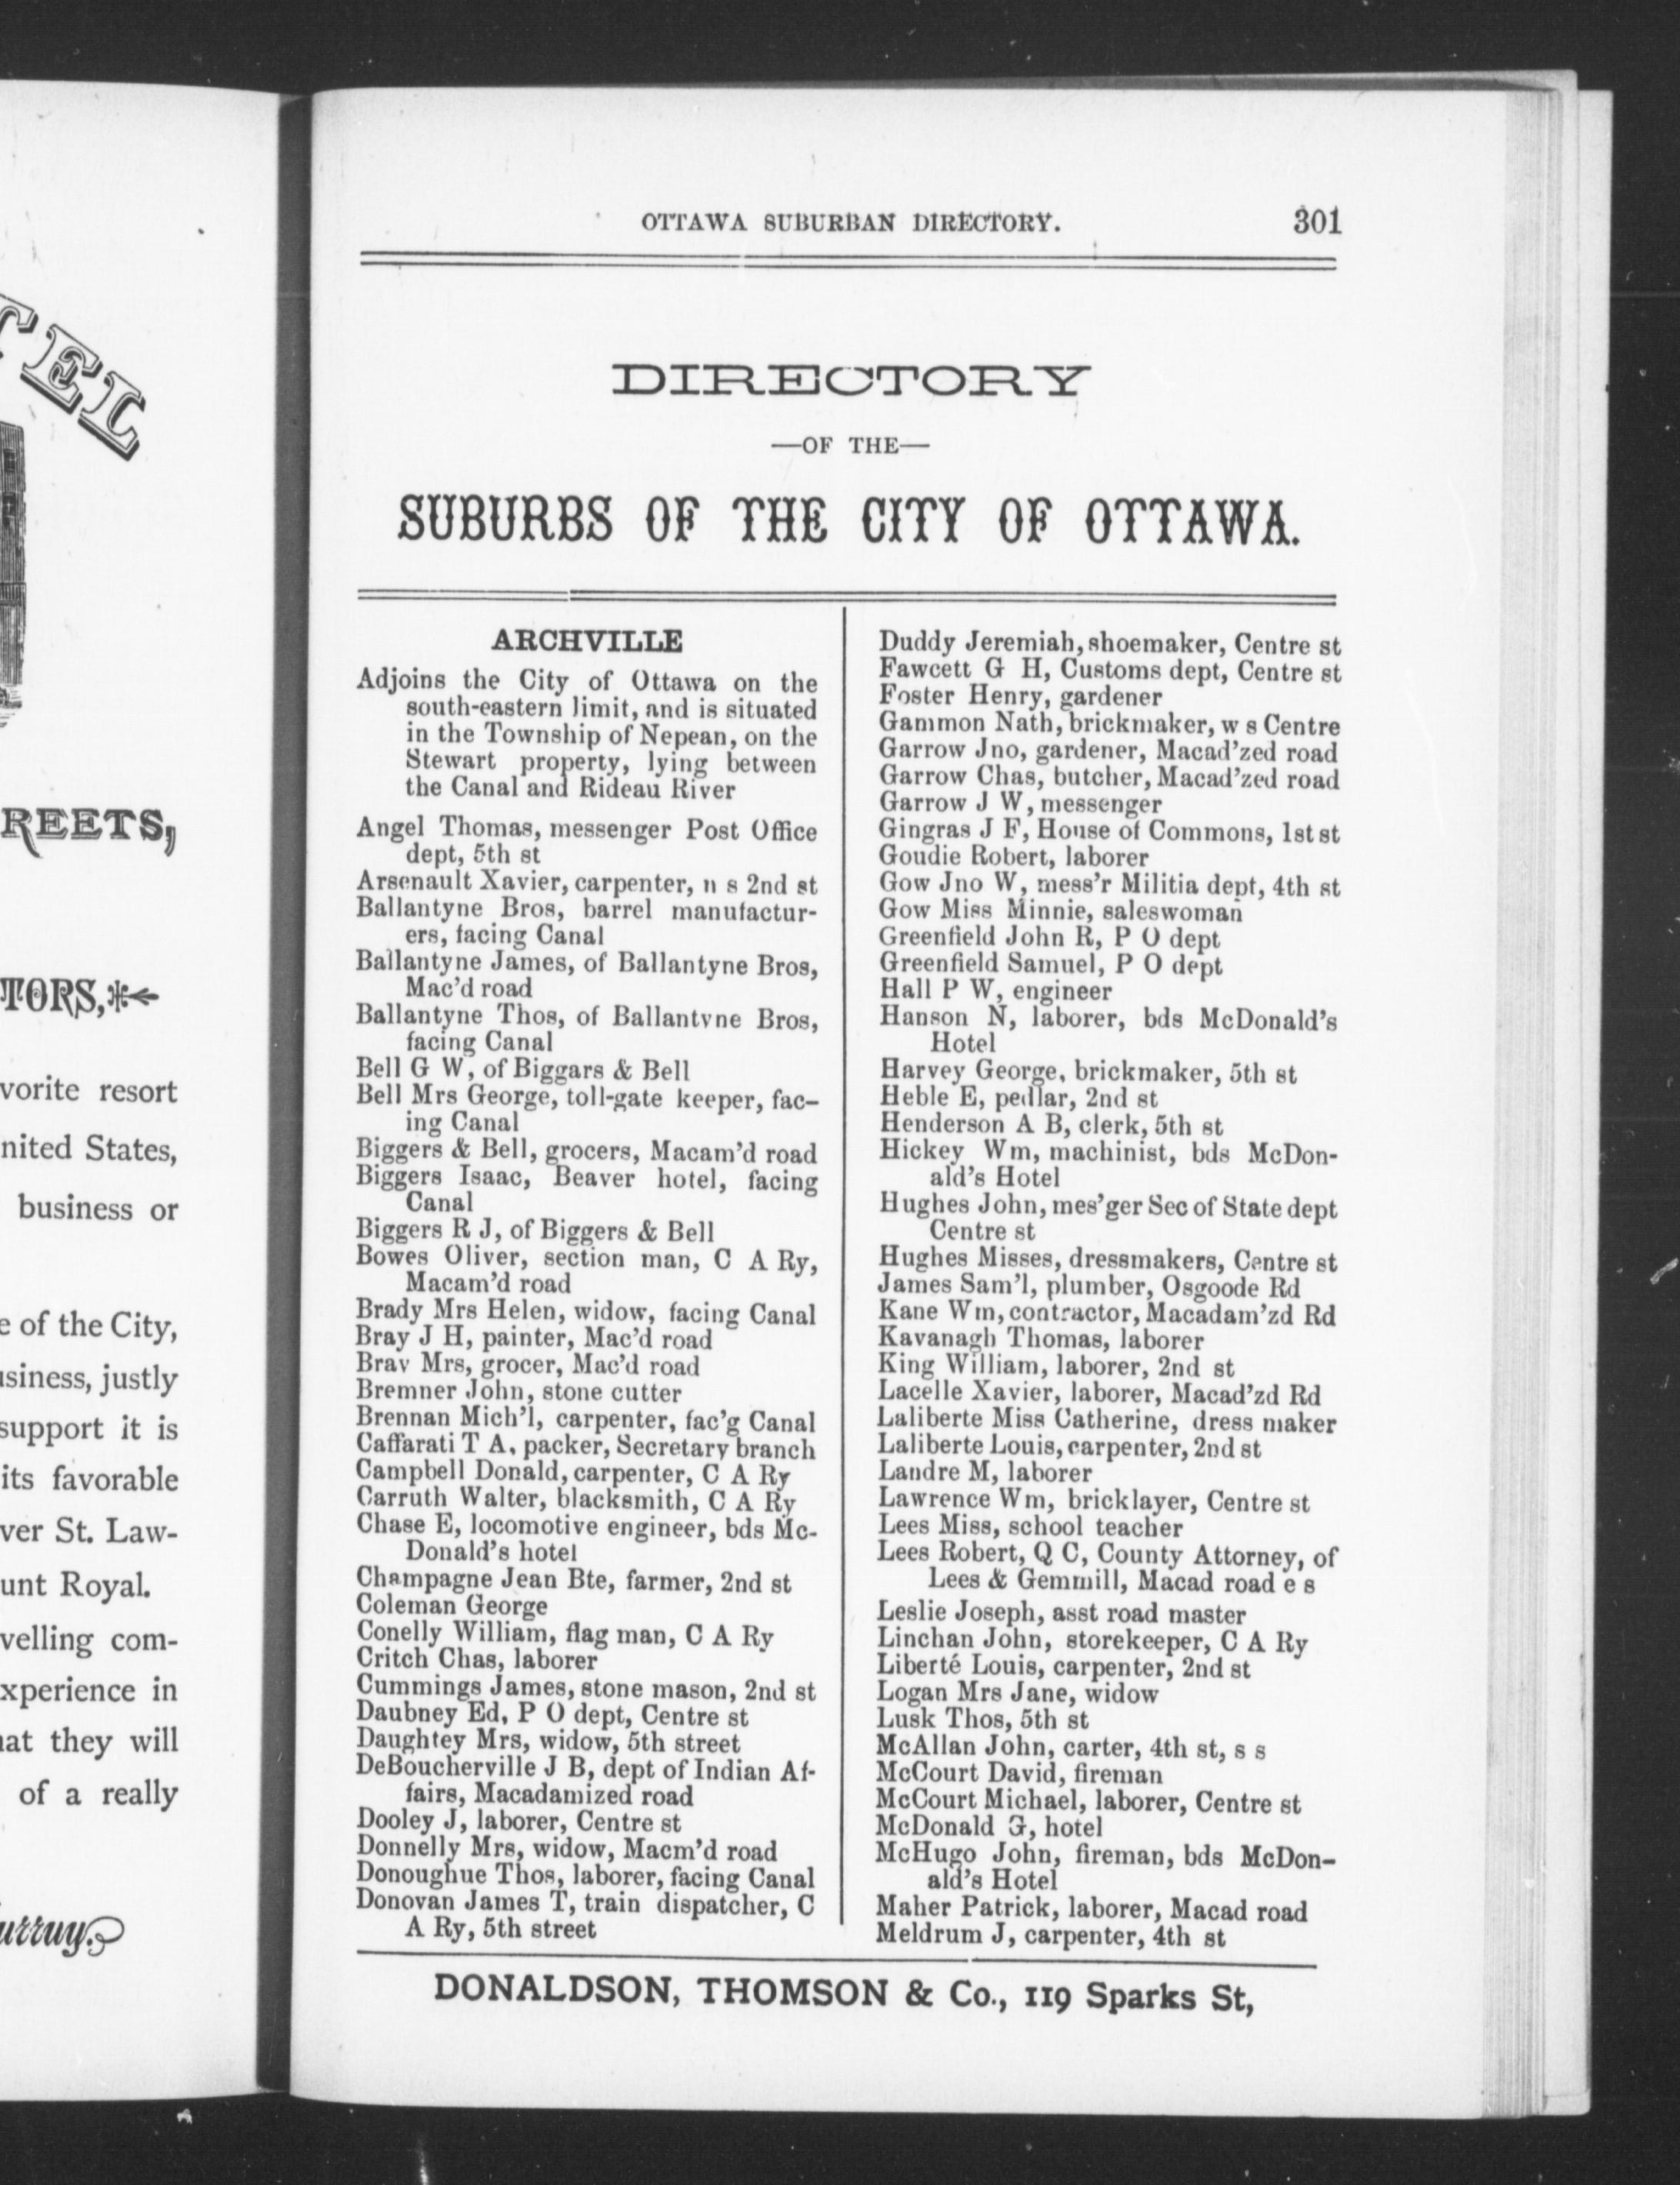 TEL
REETS,
TORS,
vorite resort
nited States,
business or
e of the City,
siness, justly
support it is
its favorable
ver St. Law-
unt Royal.
velling com-
xperience in
at they will
of a really
OTTAWA SUBURBAN DIRECTORY. 301
DIRECTORY
—OF THE—
SUBURBS OF THE CITY OF OTTAWA.
ARCHVILLE
Adjoins the City of Ottawa on the
south-eastern limit, and is situated
in the Township of Nepean, on the
Stewart property, lying between
the Canal and Rideau River
Angel Thomas, messenger Post Office
dept, 5th st
Arsenault Xavier, carpenter, n s 2nd st
Ballantyne Bros, barrel manufactur-
ers, facing Canal
Ballantyne James, of Ballantyne Bros,
Mac'd road
Ballantyne Thos, of Ballantvne Bros,
facing Canal
Bell G W, of Biggars & Bell
Bell Mrs George, toll-gate keeper, fac-
ing Canal
Biggers & Bell, grocers, Macam'd road
Biggers Isaac, Beaver hotel, facing
Canal
Biggers R J, of Biggers & Bell
Bowes Oliver, section man, C A Ry,
Macam'd road
Brady Mrs Helen, widow, facing Canal
Bray J H, painter, Mac'd road
Brav Mrs, grocer, Mac'd road
Bremner John, stone cutter
Brennan Mich'l, carpenter, fac'g Canal
Caffarati T A, packer, Secretary branch
Campbell Donald, carpenter, C A Ry
Carruth Walter, blacksmith, C A Ry
Chase E, locomotive engineer, bds Mc-
Donald's hotel
Champagne Jean Bte, farmer, 2nd st
Coleman George
Conelly William, flag man, C A Ry
Critch Chas, laborer
Cummings James, stone mason, 2nd st
Daubney Ed, P O dept, Centre st
Daughtey Mrs, widow, 5th street
DeBoucherville J B, dept of Indian Af-
fairs, Macadamized road
Dooley J, laborer, Centre st
Donnelly Mrs, widow, Macm'd road
Donoughue Thos, laborer, facing Canal
Donovan James T, train dispatcher, C
A Ry, 5th street
Duddy Jeremiah, shoemaker, Centre st
Fawcett G H, Customs dept, Centre st
Foster Henry, gardener
Gammon Nath, brickmaker, w s Centre
Garrow Jno, gardener, Macad'zed road
Garrow Chas, butcher, Macad'zed road
Garrow J W, messenger
Gingras J F, House of Commons, 1st st
Goudie Robert, laborer
Gow Jno W, mess'r Militia dept, 4th st
Gow Miss Minnie, saleswoman
Greenfield John R, P O dept
Greenfield Samuel, P O dept
Hall P W, engineer
Hanson N, laborer, bds McDonald's
Hotel
Harvey George, brickmaker, 5th st
Heble E, pedlar, 2nd st
Henderson A B, clerk, 5th st
Hickey Wm, machinist, bds McDon-
ald's Hotel
Hughes John, mes'ger Sec of State dept
Centre st
Hughes Misses, dressmakers, Centre st
James Sam'l, plumber, Osgoode Rd
Kane Wm, contractor, Macadam'zd Rd
Kavanagh Thomas, laborer
King William, laborer, 2nd st
Lacelle Xavier, laborer, Macad'zd Rd
Laliberte Miss Catherine, dress maker
Laliberte Louis, carpenter, 2nd st
Landre M, laborer
Lawrence Wm, bricklayer, Centre st
Lees Miss, school teacher
Lees Robert, Q C, County Attorney, of
Lees & Gemmill, Macad road e s
Leslie Joseph, asst road master
Linchan John, storekeeper, C A Ry
Liberté Louis, carpenter, 2nd st
Logan Mrs Jane, widow
Lusk Thos, 5th st
McAllan John, carter, 4th st, s s
McCourt David, fireman
McCourt Michael, laborer, Centre st
McDonald G, hotel
McHugo John, fireman, bds McDon-
ald's Hotel
Maher Patrick, laborer, Macad road
Meldrum J, carpenter, 4th st
DONALDSON, THOMSON & Co., 119 Sparks St,